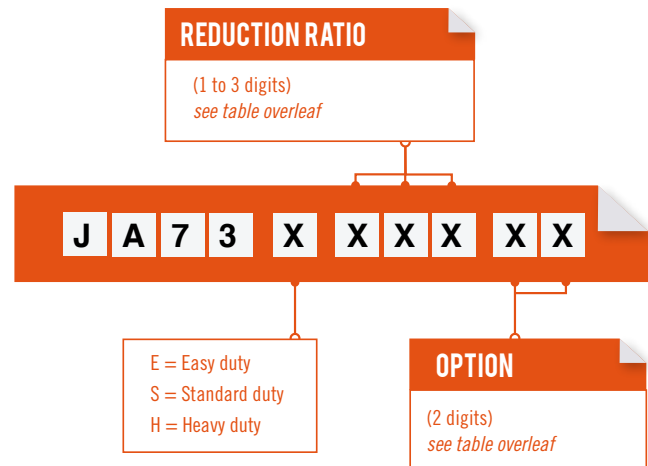 REDUCTION RATIO
(1 to 3 digits)
see table overleaf
J A 7 3 X X X X X X
E = Easy duty
S = Standard duty
H = Heavy duty
OPTION
(2 digits)
see table overleaf